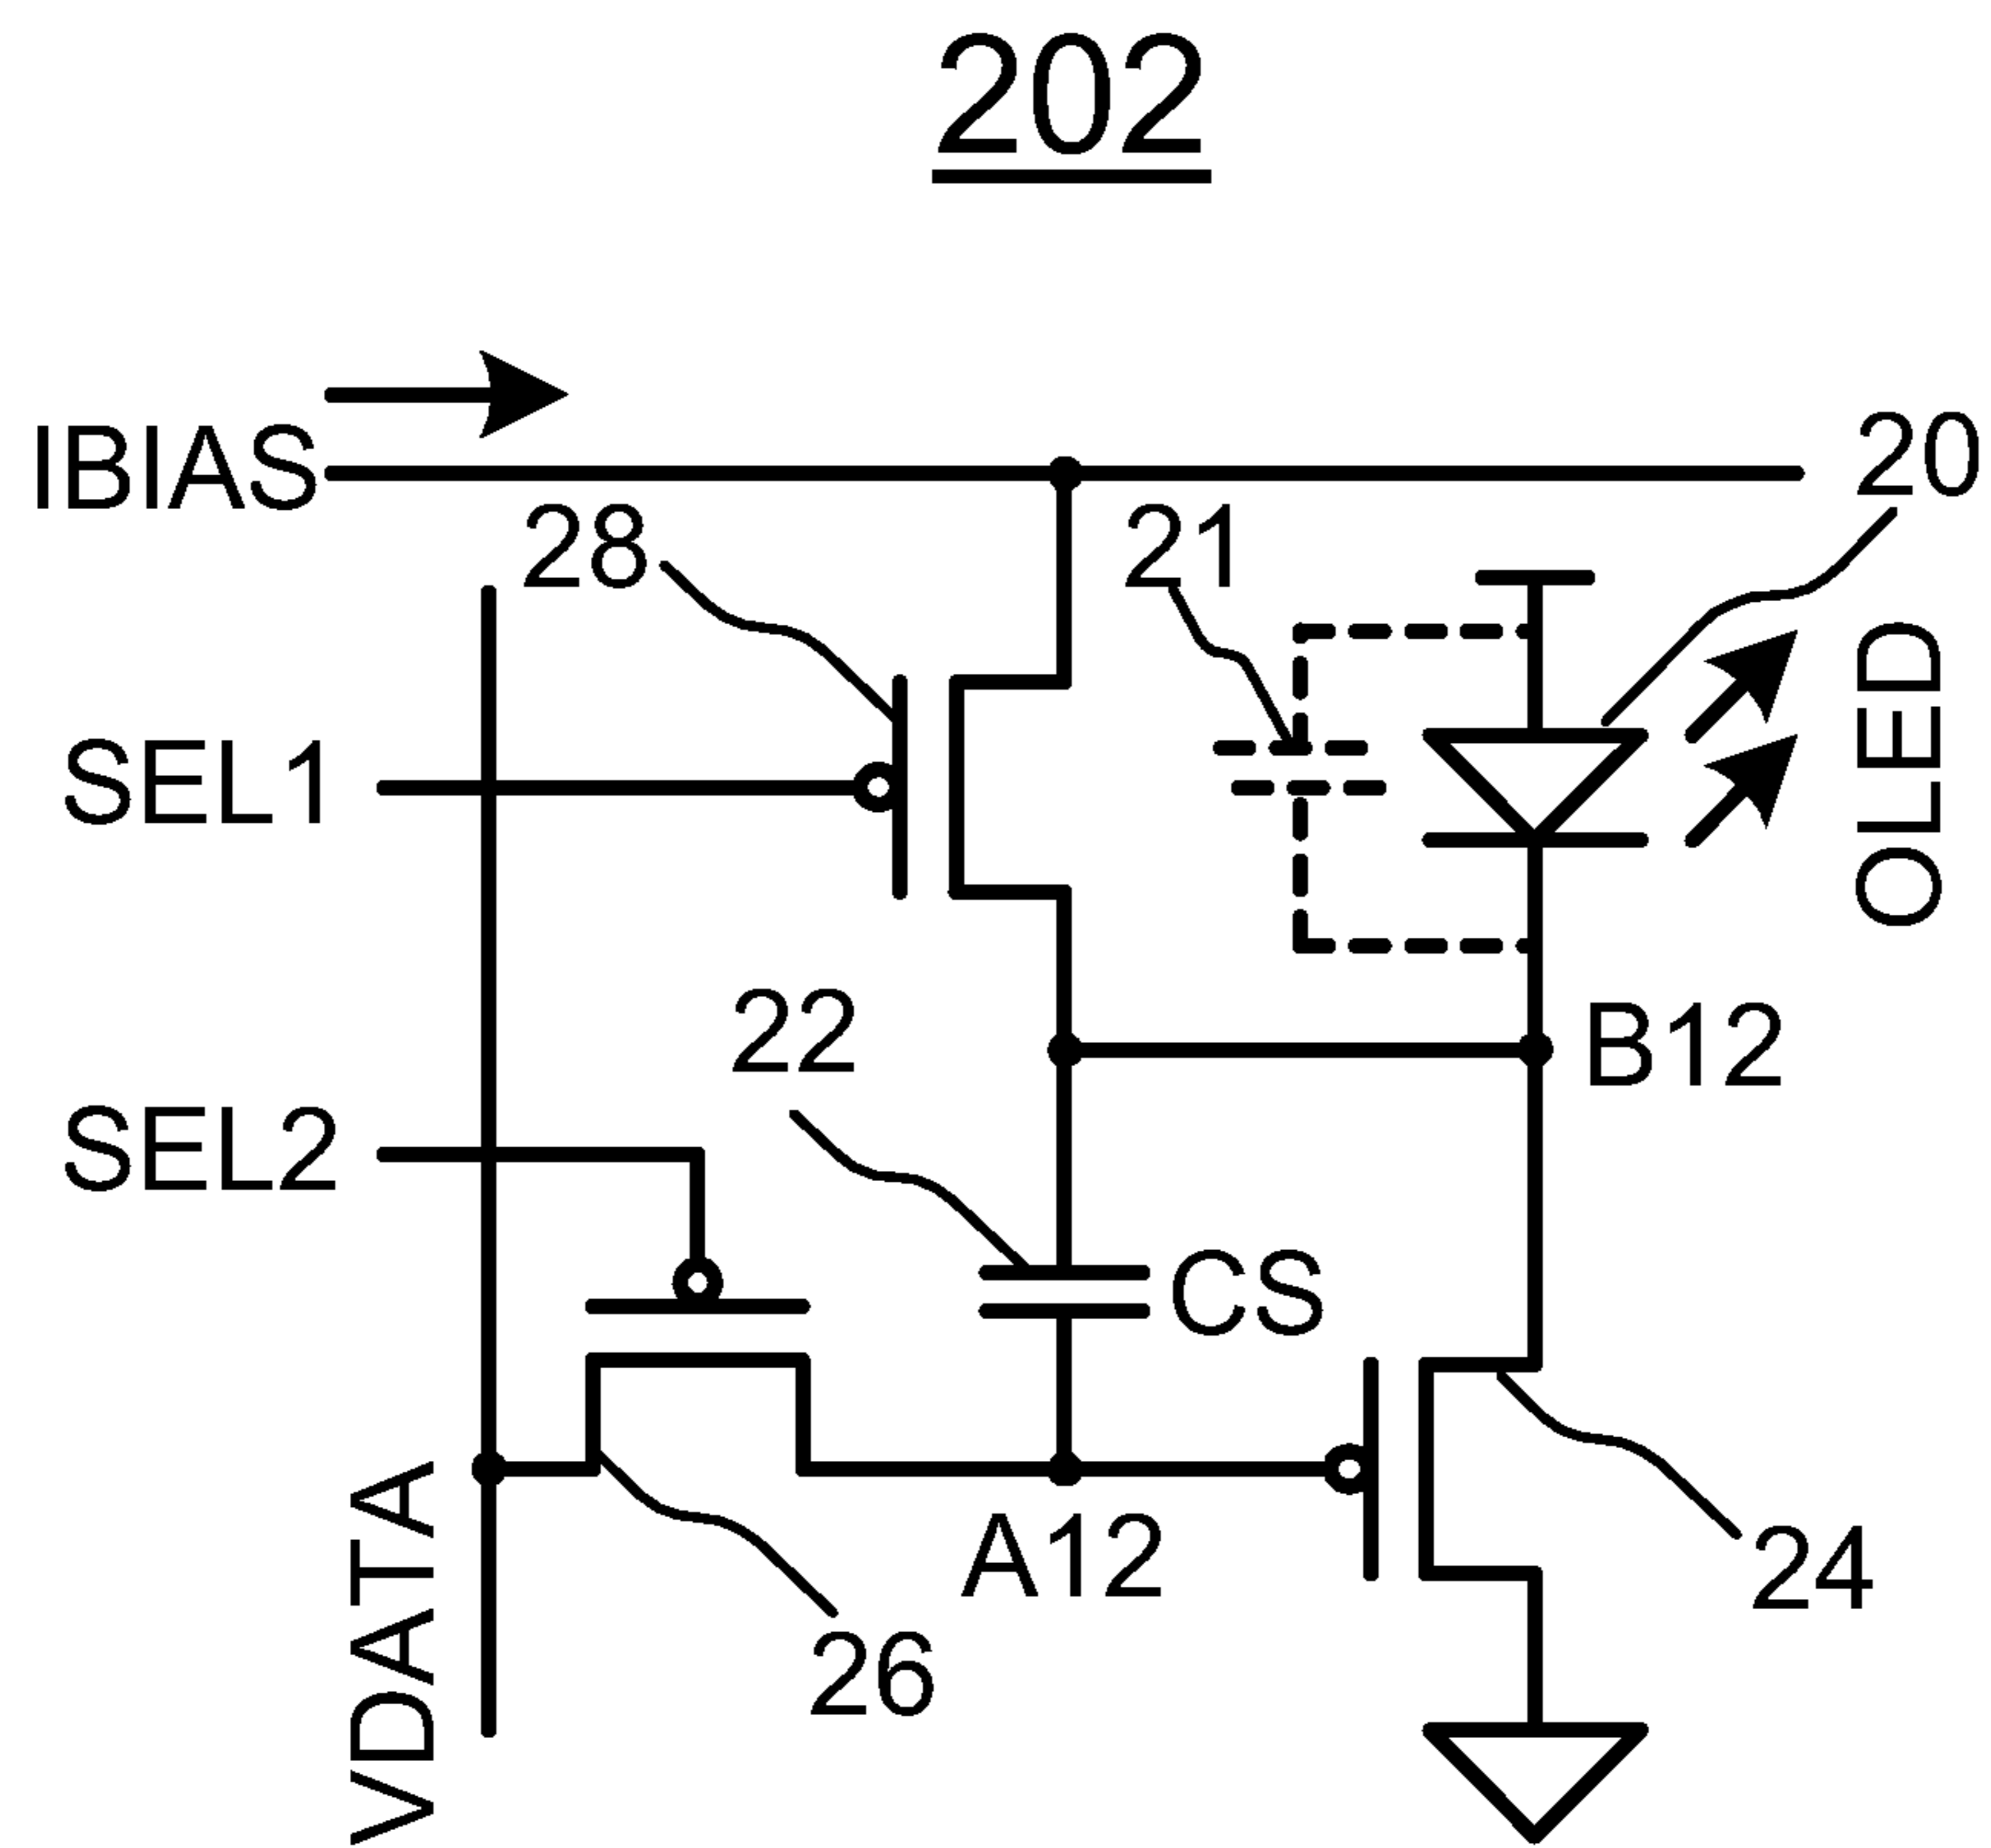 202
IBIAS
20
28
21
OLED
SEL1
22
B12
SEL2
CS
A12
24
VDATA
26